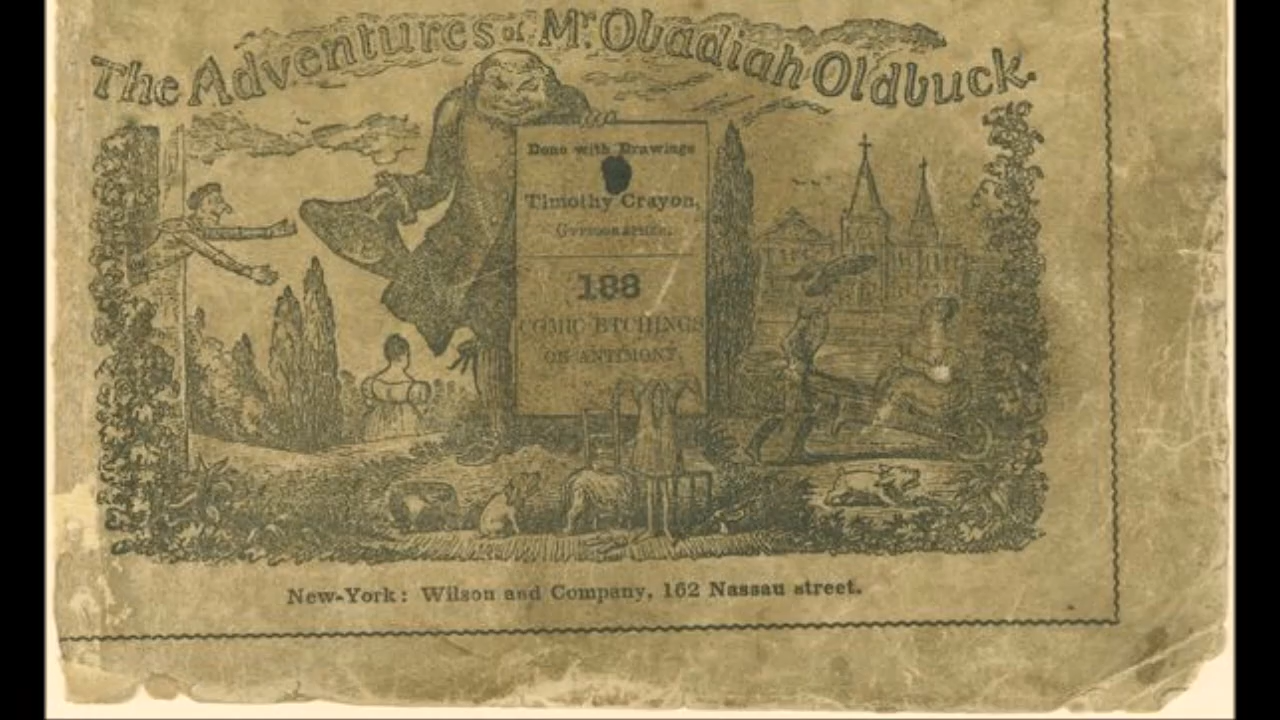 The Adventures of Mr. Obadiah Oldbuck.
Done with Drawings
Timothy Crayon,
188
COMIC ETCHINGS
ON ANTIMONY.
New-York: Wilson and Company, 162 Nassau street.